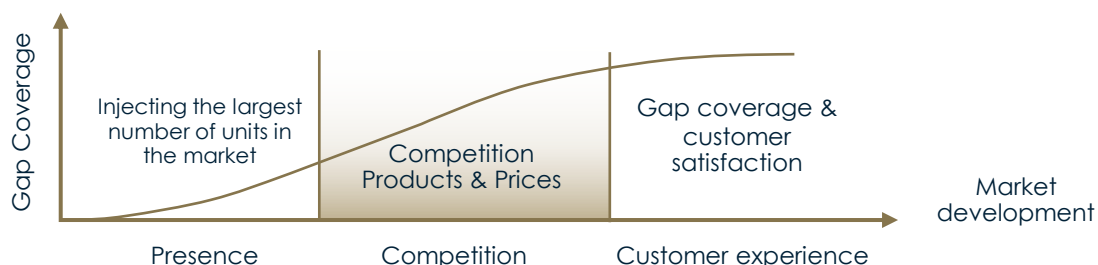 Gap Coverage
Injecting the largest
number of units in
the market
Competition
Products & Prices
Gap coverage &
customer
satisfaction
Market
development
Presence
Competition
Customer experience